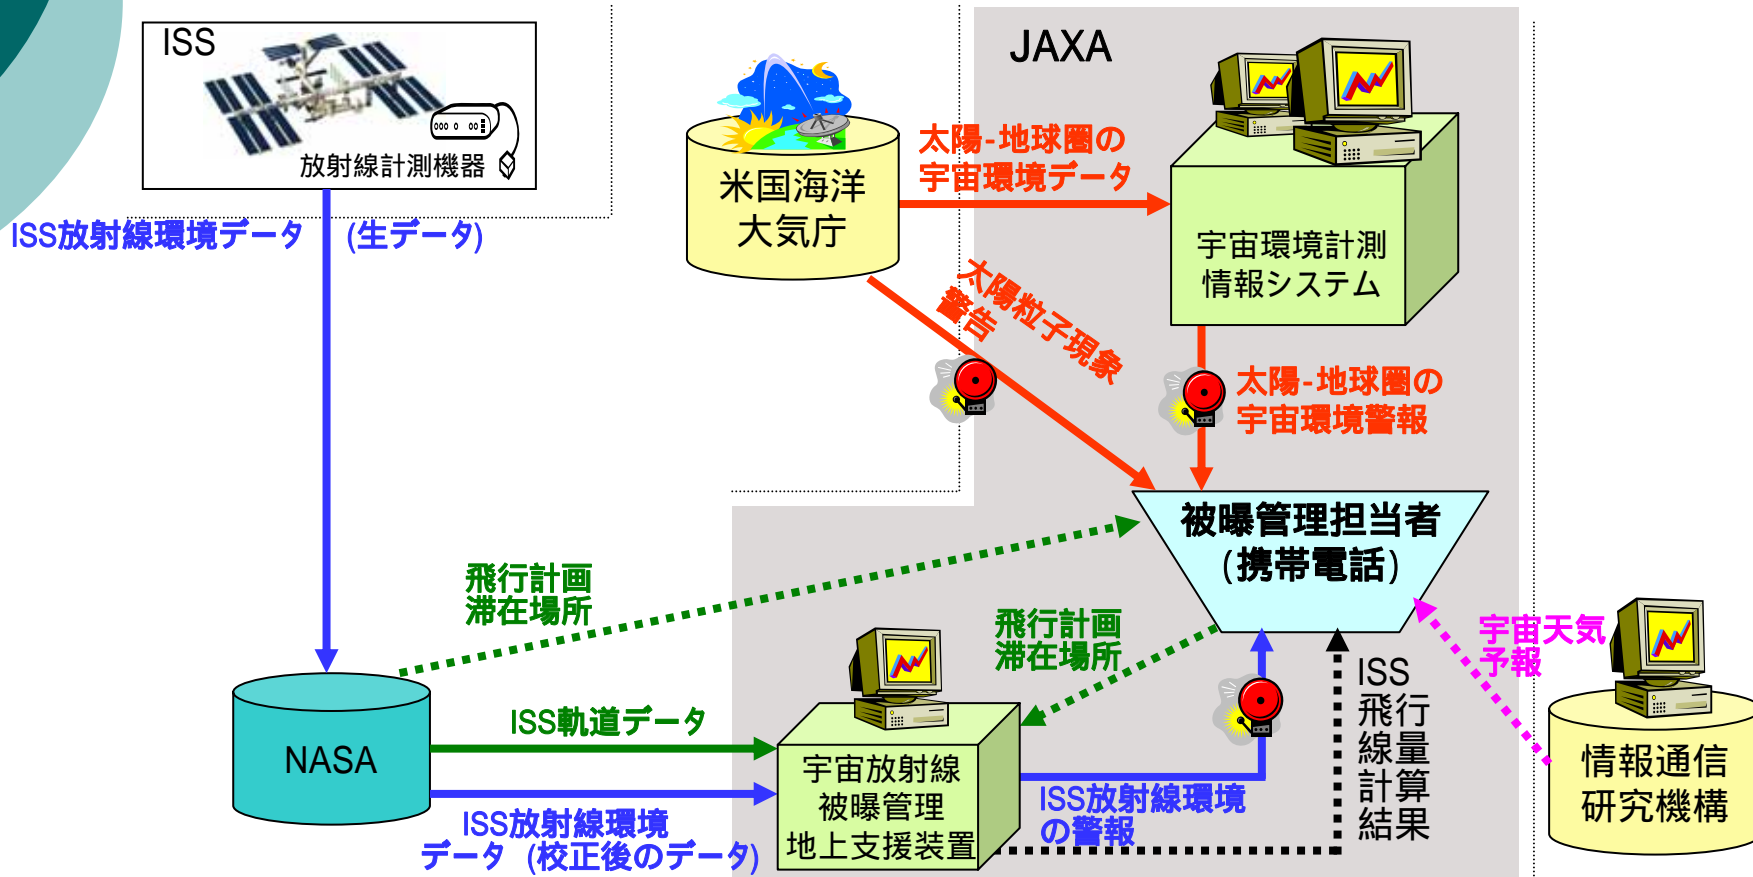 ISS
放射線計測機器
ISS放射線環境データ (生データ)
JAXA
米国海洋
大気庁
太陽-地球圏の
宇宙環境データ
宇宙環境計測
情報システム
太陽粒子現象
警告
太陽-地球圏の
宇宙環境警報
被曝管理担当者
(携帯電話)
飛行計画
滞在場所
飛行計画
滞在場所
宇宙天気
予報
ISS
飛行
線量
計算
結果
NASA
ISS軌道データ
ISS放射線環境
データ (校正後のデータ)
宇宙放射線
被曝管理
地上支援装置
ISS放射線環境
の警報
情報通信
研究機構